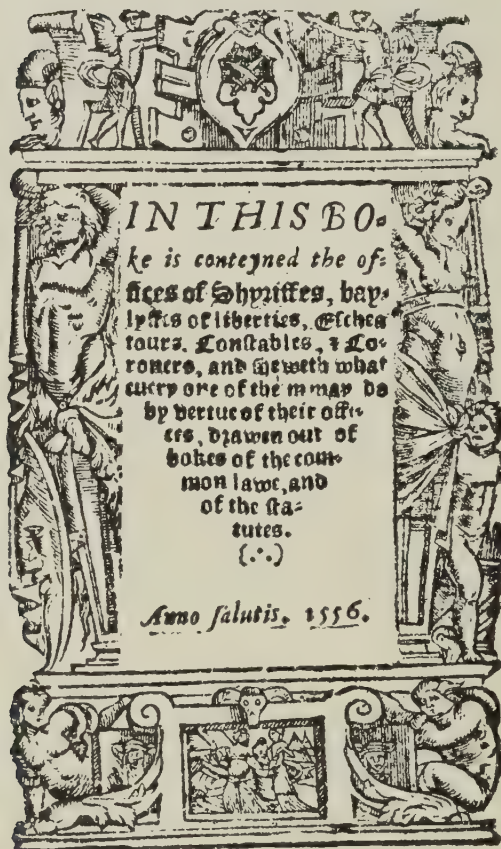 IN THIS BO-
ke is conteyned the of-
fices of Shyriffes, bay-
lyffes of liberties, Eschea
tours. Constables, & Co-
roners, and sheweth what
euery one of them may do
by vertue of their offi-
ces, drawen out of
bokes of the com-
mon lawe, and
of the sta-
tutes.
(.·.)
Anno salutis. 1556.